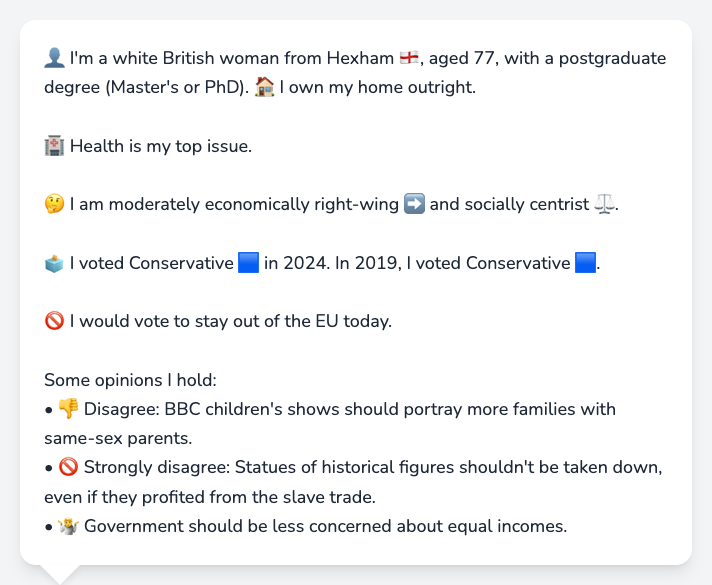 👤 I'm a white British woman from Hexham 🏴󠁧󠁢󠁥󠁮󠁧󠁿, aged 77, with a postgraduate
degree (Master's or PhD). 🏠 I own my home outright.
🏥 Health is my top issue.
🤔 I am moderately economically right-wing ➡️ and socially centrist ⚖️.
🗳️ I voted Conservative 🟦 in 2024. In 2019, I voted Conservative 🟦.
🚫 I would vote to stay out of the EU today.
Some opinions I hold:
• 👎 Disagree: BBC children's shows should portray more families with
same-sex parents.
• 🚫 Strongly disagree: Statues of historical figures shouldn't be taken down,
even if they profited from the slave trade.
• 🤷 Government should be less concerned about equal incomes.